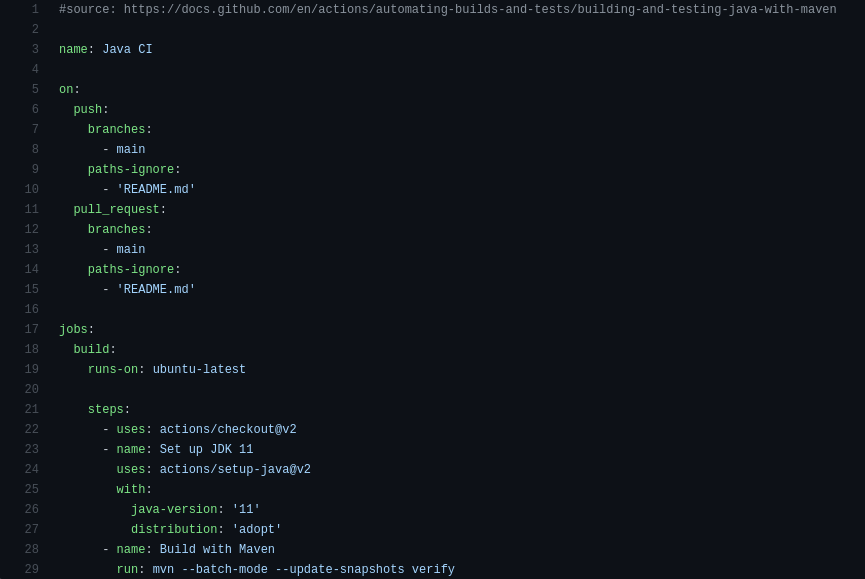 1 #source: https://docs.github.com/en/actions/automating-builds-and-tests/building-and-testing-java-with-maven
2
3 name: Java CI
4
5 on:
6   push:
7     branches:
8       - main
9     paths-ignore:
10       - 'README.md'
11   pull_request:
12     branches:
13       - main
14     paths-ignore:
15       - 'README.md'
16
17 jobs:
18   build:
19     runs-on: ubuntu-latest
20
21     steps:
22       - uses: actions/checkout@v2
23       - name: Set up JDK 11
24         uses: actions/setup-java@v2
25         with:
26           java-version: '11'
27           distribution: 'adopt'
28       - name: Build with Maven
29         run: mvn --batch-mode --update-snapshots verify